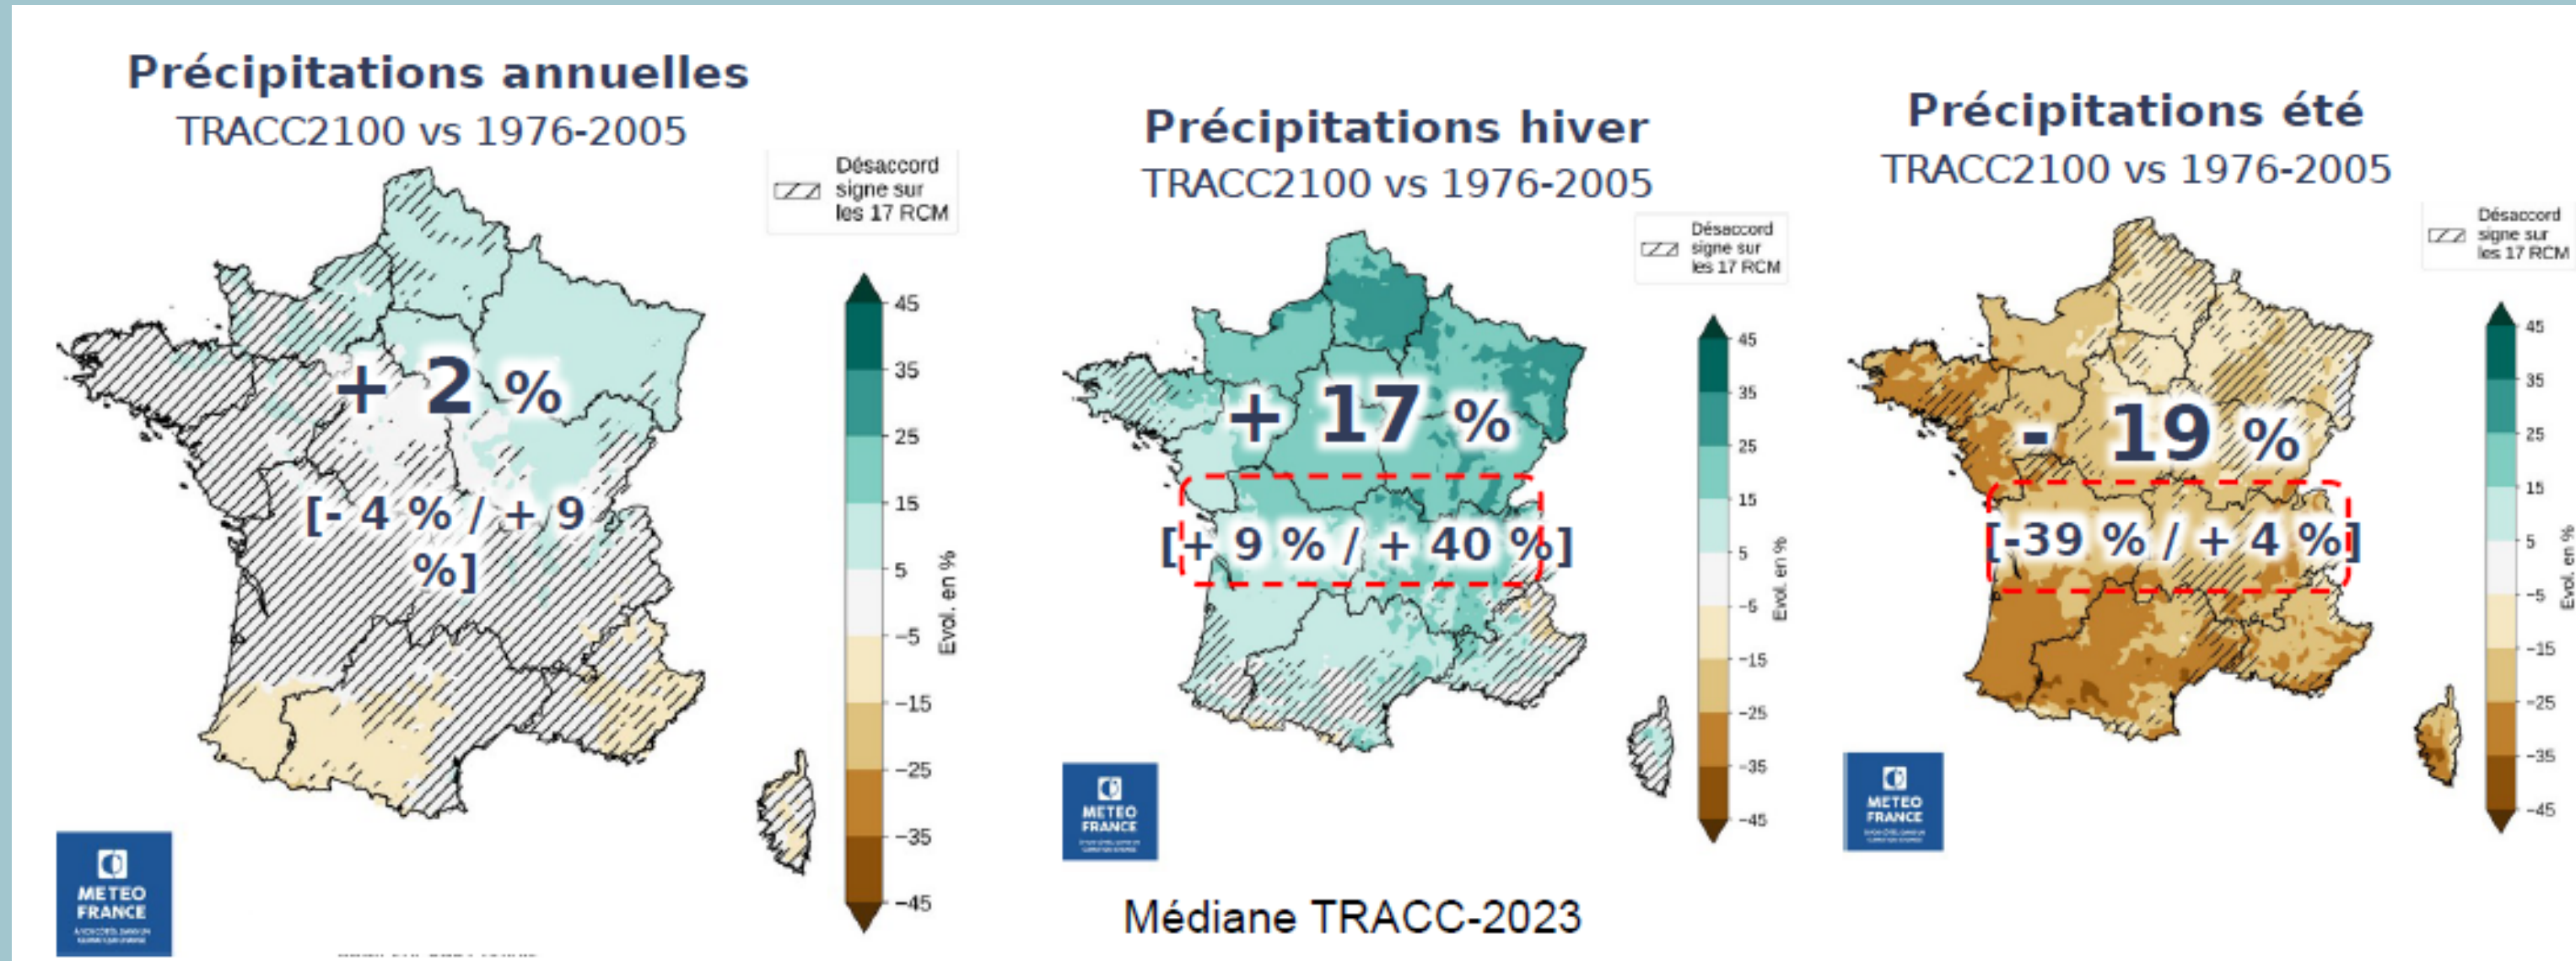 Précipitations annuelles
TRACC2100 vs 1976-2005
Désaccord
signe sur
les 17 RCM
+ 2 %
[- 4 % / + 9
%]
45
35
25
15
5
−5
−15
−25
−35
−45
Evol. en %
METEO
FRANCE
Précipitations hiver
TRACC2100 vs 1976-2005
Désaccord
signe sur
les 17 RCM
+ 17 %
[+ 9 % / + 40 %]
45
35
25
15
5
−5
−15
−25
−35
−45
Evol. en %
METEO
FRANCE
Précipitations été
TRACC2100 vs 1976-2005
Désaccord
signe sur
les 17 RCM
- 19 %
[-39 % / + 4 %]
45
35
25
15
5
−5
−15
−25
−35
−45
Evol. en %
METEO
FRANCE
Médiane TRACC-2023